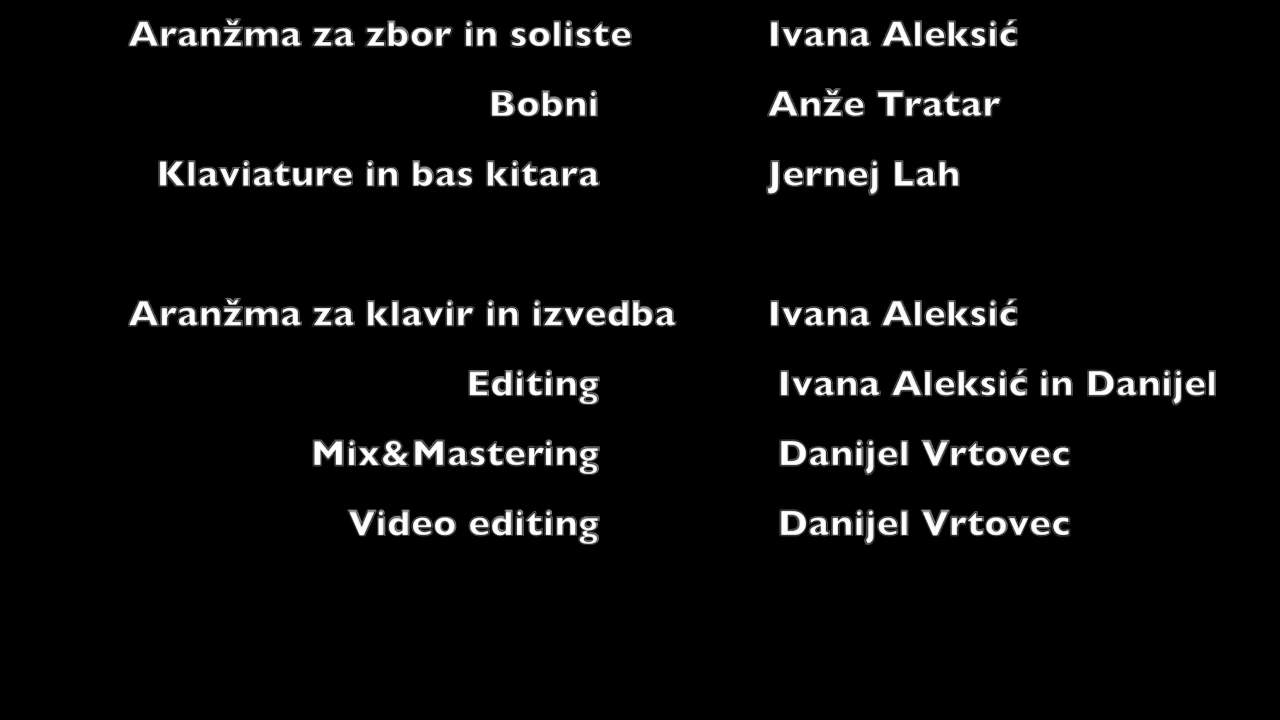 Aranžma za zbor in soliste Ivana Aleksić
Bobni Anže Tratar
Klaviature in bas kitara Jernej Lah
Aranžma za klavir in izvedba Ivana Aleksić
Editing Ivana Aleksić in Danijel
Mix&Mastering Danijel Vrtovec
Video editing Danijel Vrtovec